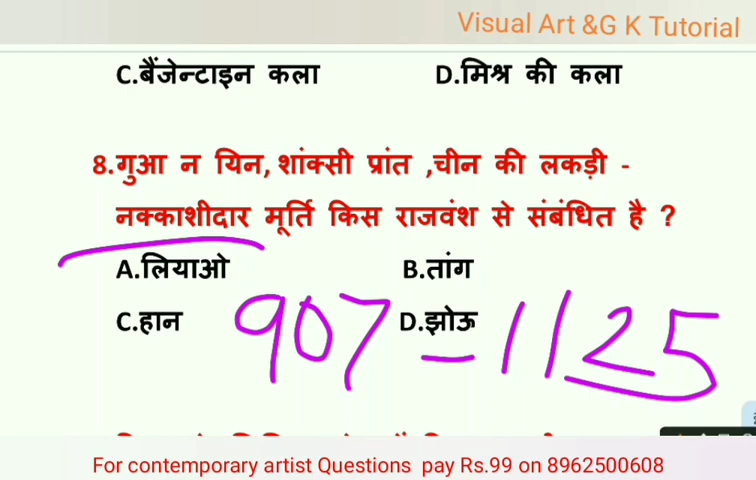 Visual Art &G K Tutorial
C.बैंजेन्टाइन कला D.मिश्र की कला
8.गुआ न यिन, शांक्सी प्रांत ,चीन की लकड़ी -
नक्काशीदार मूर्ति किस राजवंश से संबंधित है ?
A.लियाओ B.तांग
C.हान D.झोऊ
907 - 1125
For contemporary artist Questions pay Rs.99 on 8962500608